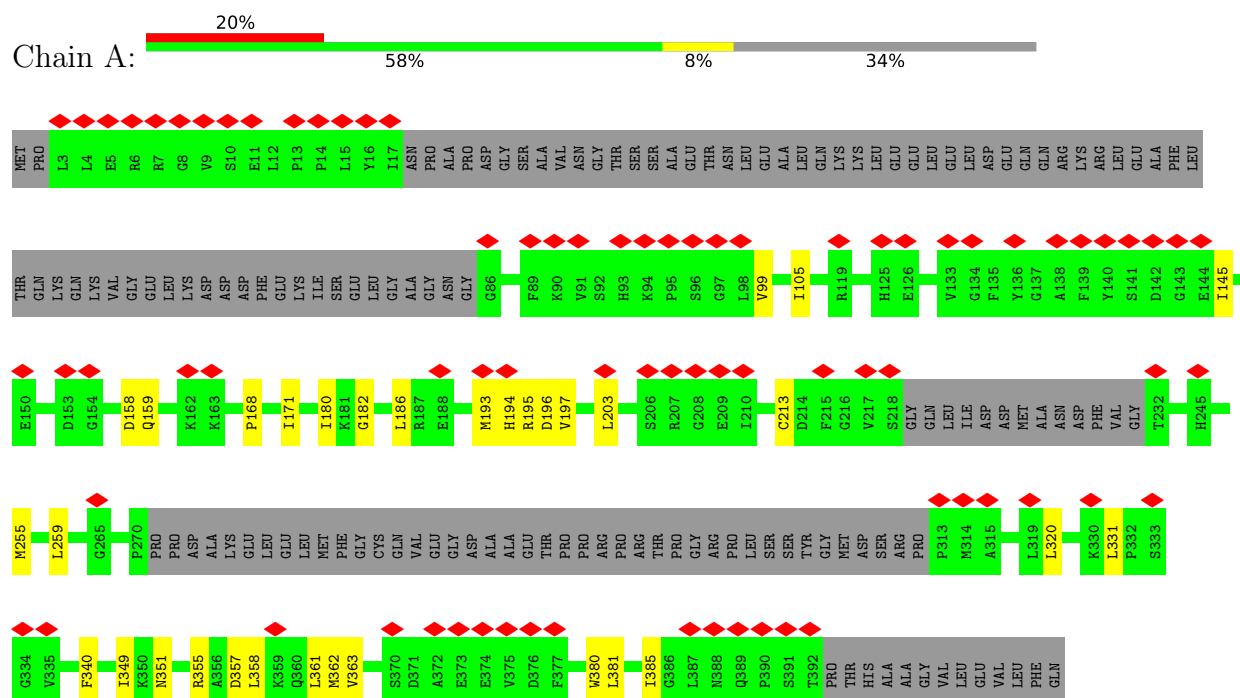 20%
Chain A:
58% 8% 34%
MET PRO L3 L4 E5 R6 R7 G8 V9 S10 E11 L12 P13 P14 L15 Y16 I17 ASN PRO ALA PRO ASP GLY SER ALA VAL ASN GLY THR SER SER ALA GLU THR ASN LEU GLU ALA LEU GLN LYS LYS LEU GLU GLU LEU GLU LEU ASP GLU GLN GLN ARG LYS ARG LEU GLU ALA PHE LEU
THR GLN LYS GLN LYS VAL GLY GLU LEU LYS ASP ASP ASP PHE GLU LYS ILE SER GLU LEU GLY ALA GLY ASN GLY G86 F89 K90 V91 S92 H93 K94 P95 S96 G97 L98 V99 I105 R119 H125 E126 V133 G134 F135 Y136 G137 A138 F139 Y140 S141 D142 G143 E144 I145
E150 D153 G154 D158 Q159 K162 K163 P168 I171 I180 K181 G182 L186 R187 E188 M193 H194 R195 D196 V197 L203 S206 R207 G208 E209 I210 C213 D214 F215 G216 V217 S218 GLY GLN LEU ILE ASP ASP MET ALA ASN ASP PHE VAL GLY T232 H245
M255 L259 G265 P270 PRO PRO ASP ALA LYS GLU LEU GLU LEU MET PHE GLY CYS GLN VAL GLU GLY ASP ALA ALA GLU THR PRO PRO ARG PRO ARG THR PRO GLY ARG PRO LEU SER SER TYR GLY MET ASP SER ARG PRO P313 M314 A315 L319 L320 K330 L331 P332 S333
G334 V335 F340 I349 K350 N351 R355 A356 D357 L358 K359 Q360 L361 M362 V363 S370 D371 A372 E373 E374 V375 D376 F377 W380 L381 I385 G386 L387 N388 Q389 P390 S391 T392 PRO THR HIS ALA ALA GLY VAL LEU GLU VAL LEU PHE GLN